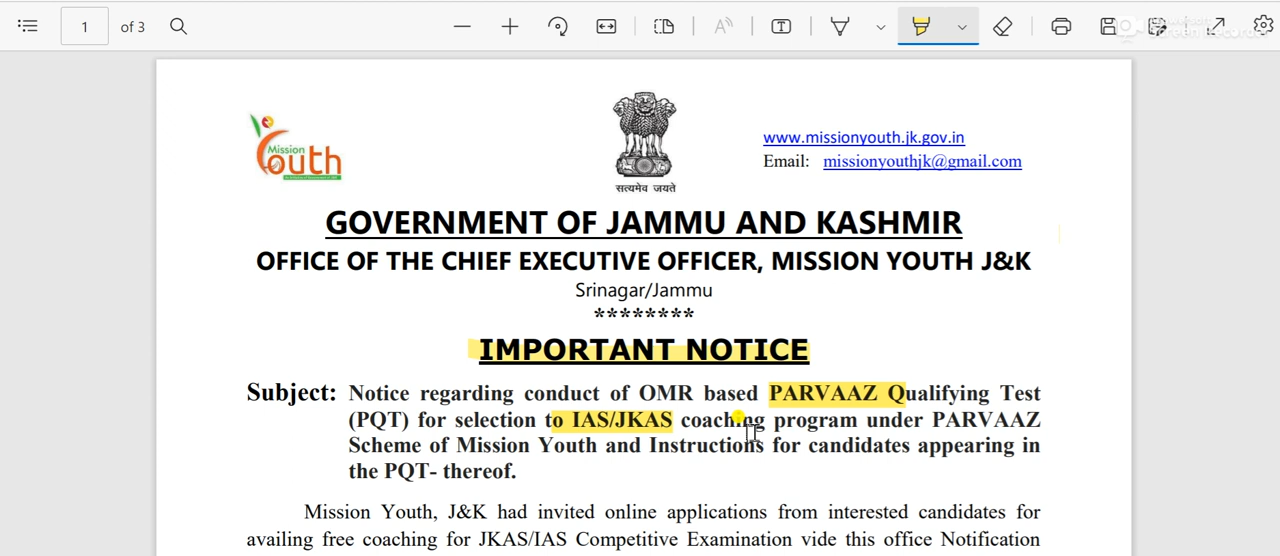 1 of 3
Mission
Youth
www.missionyouth.jk.gov.in
Email: missionyouthjk@gmail.com
सत्यमेव जयते
GOVERNMENT OF JAMMU AND KASHMIR
OFFICE OF THE CHIEF EXECUTIVE OFFICER, MISSION YOUTH J&K
Srinagar/Jammu
********
IMPORTANT NOTICE
Subject: Notice regarding conduct of OMR based PARVAAZ Qualifying Test
(PQT) for selection to IAS/JKAS coaching program under PARVAAZ
Scheme of Mission Youth and Instructions for candidates appearing in
the PQT- thereof.
Mission Youth, J&K had invited online applications from interested candidates for
availing free coaching for JKAS/IAS Competitive Examination vide this office Notification